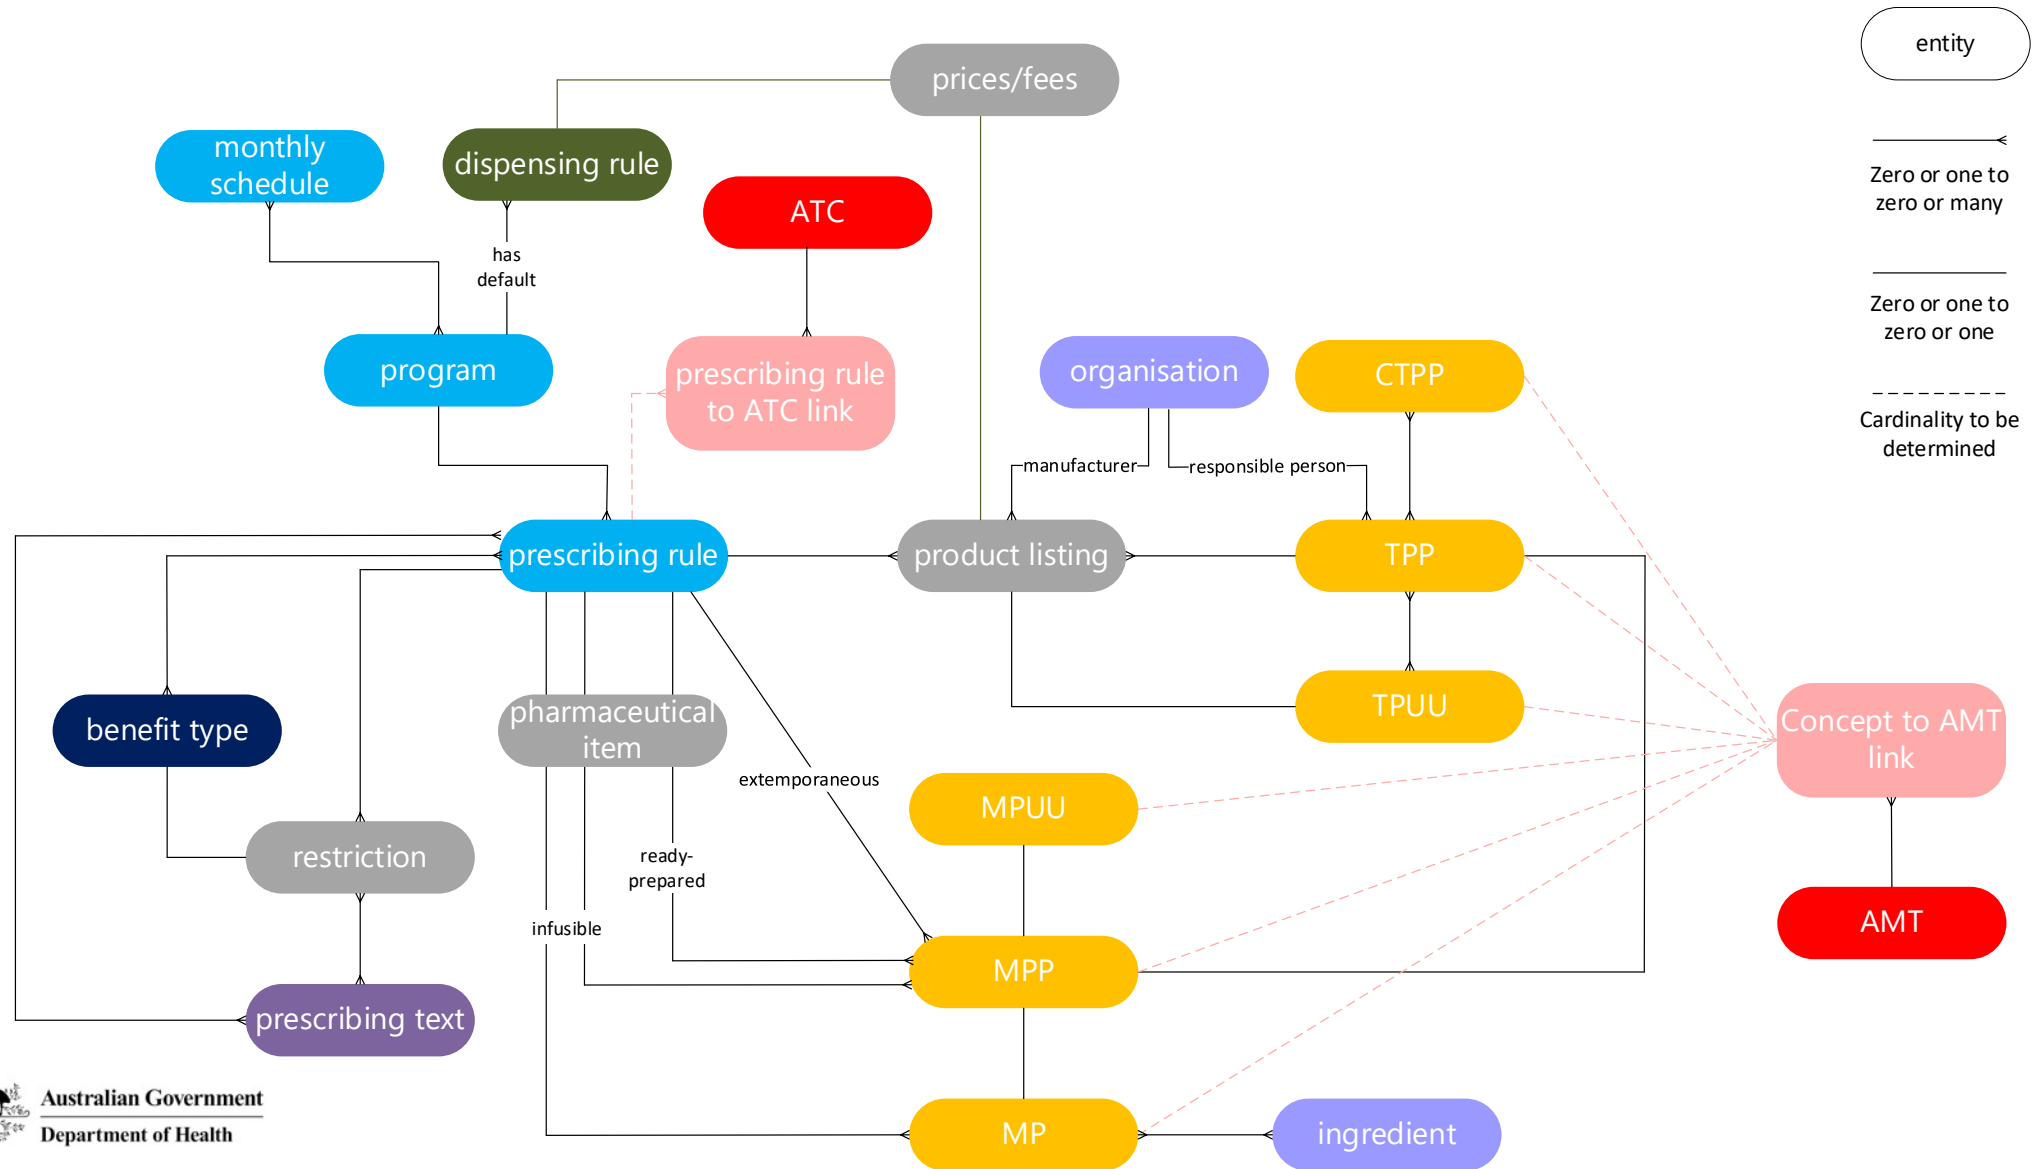 entity
prices/fees
monthly
schedule
dispensing rule
Zero or one to
zero or many
ATC
has
default
Zero or one to
zero or one
program
prescribing rule
to ATC link
organisation
CTPP
Cardinality to be
determined
manufacturer
responsible person
prescribing rule
product listing
TPP
benefit type
pharmaceutical
item
TPUU
Concept to AMT
link
extemporaneous
MPUU
restriction
ready-
prepared
infusible
AMT
MPP
prescribing text
Australian Government
Department of Health
MP
ingredient